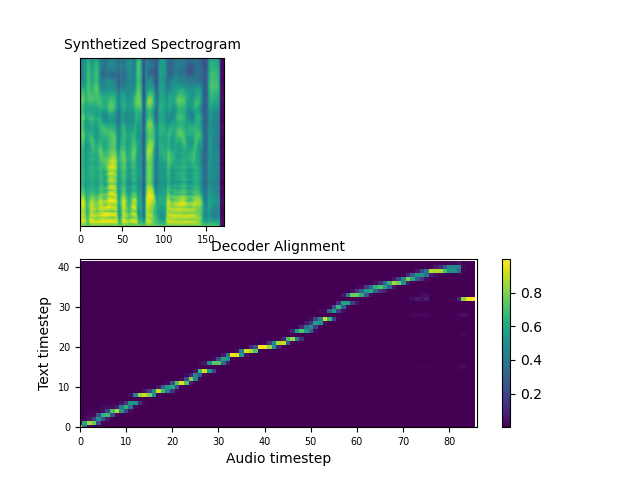 Synthetized Spectrogram
0 50 100 150
Decoder Alignment
40
30
20
10
0
Text timestep
0 10 20 30 40 50 60 70 80
Audio timestep
0.8
0.6
0.4
0.2